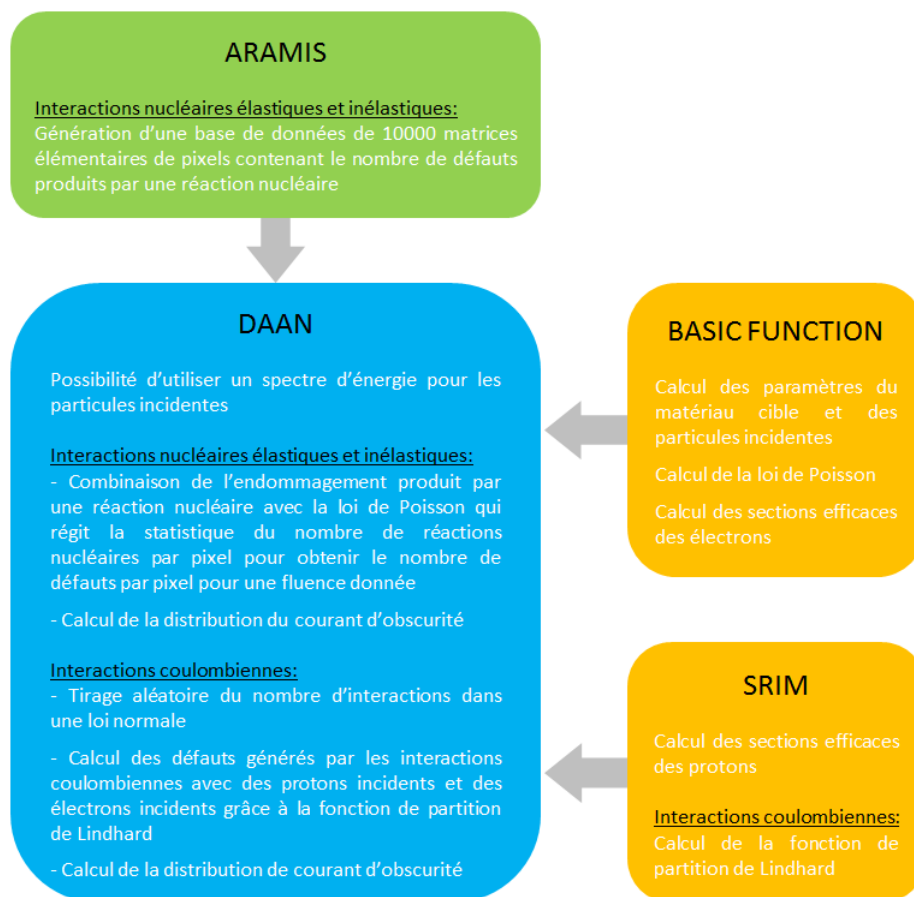 ARAMIS
Interactions nucléaires élastiques et inélastiques:
Génération d'une base de données de 10000 matrices
élémentaires de pixels contenant le nombre de défauts
produits par une réaction nucléaire
DAAN
Possibilité d'utiliser un spectre d'énergie pour les
particules incidentes
Interactions nucléaires élastiques et inélastiques:
- Combinaison de l'endommagement produit par
une réaction nucléaire avec la loi de Poisson qui
régit la statistique du nombre de réactions
nucléaires par pixel pour obtenir le nombre de
défauts par pixel pour une fluence donnée
- Calcul de la distribution du courant d'obscurité
Interactions coulombiennes:
- Tirage aléatoire du nombre d'interactions dans
une loi normale
- Calcul des défauts générés par les interactions
coulombiennes avec des protons incidents et des
électrons incidents grâce à la fonction de partition
de Lindhard
- Calcul de la distribution de courant d'obscurité
BASIC FUNCTION
Calcul des paramètres du
matériau cible et des
particules incidentes
Calcul de la loi de Poisson
Calcul des sections efficaces
des électrons
SRIM
Calcul des sections efficaces
des protons
Interactions coulombiennes:
Calcul de la fonction de
partition de Lindhard